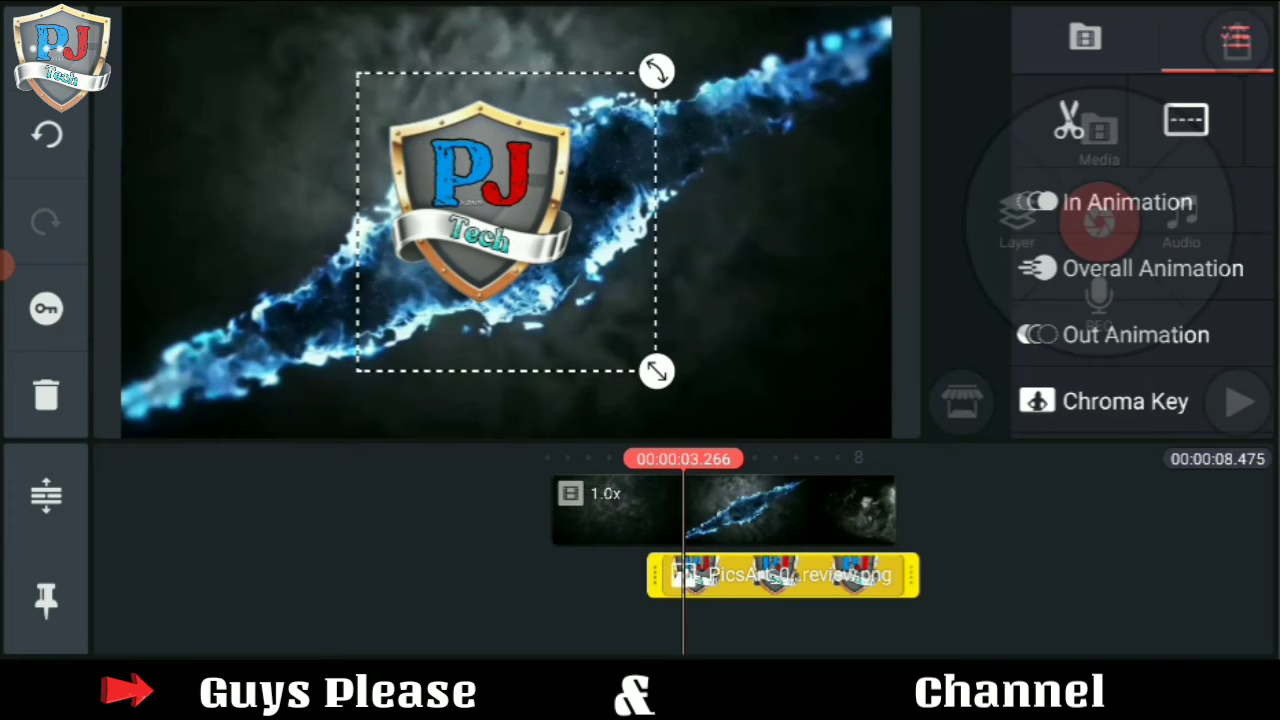 PJ
Tech
PJ
Tech
Media
In Animation
Layer
Audio
Overall Animation
Out Animation
Chroma Key
00:00:03.266
8
00:00:08.475
1.0x
PicsArt_0...review.png
Guys Please & Channel